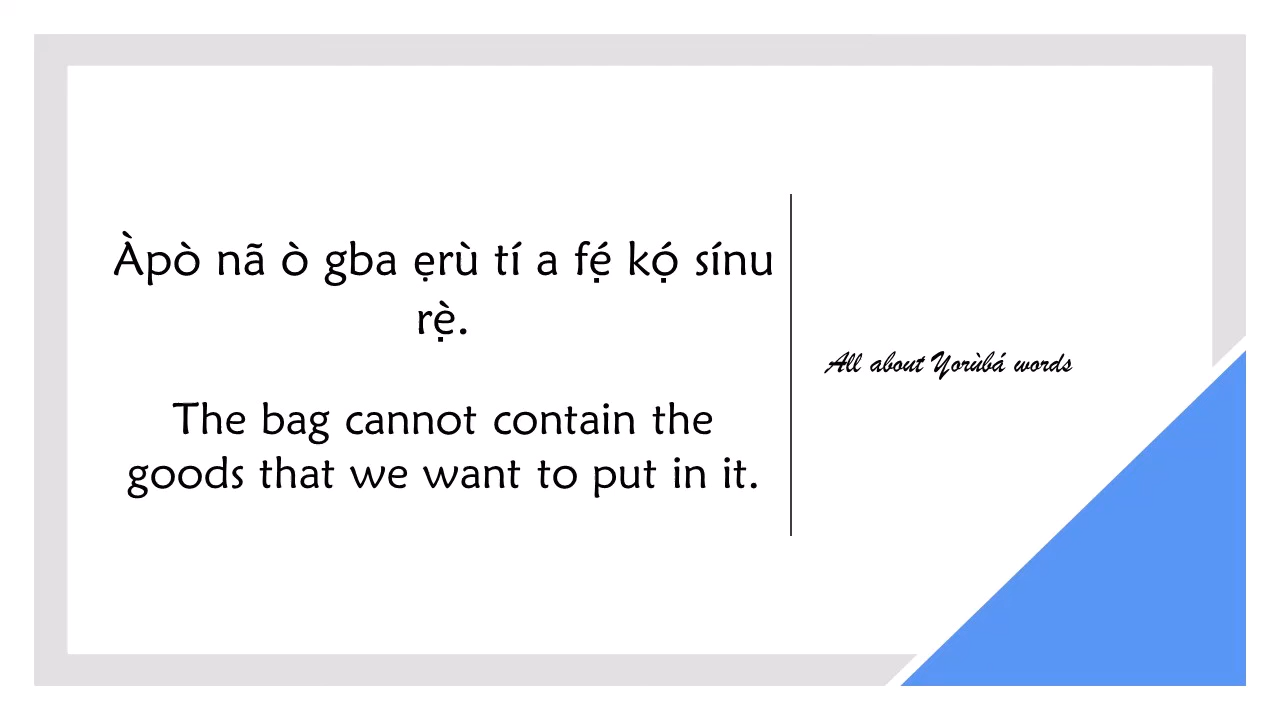 Àpò nã ò gba ẹrù tí a fẹ́ kọ́ sínu
rẹ̀.
The bag cannot contain the
goods that we want to put in it.
All about Yorùbá words